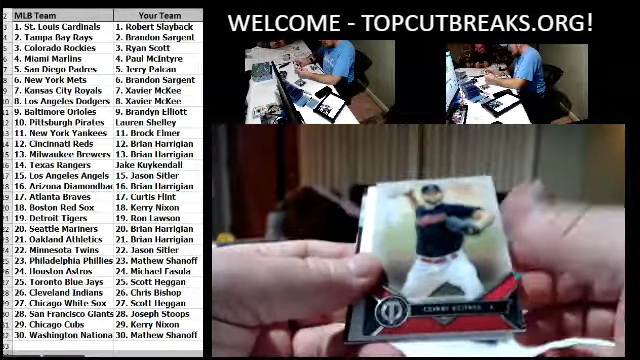 WELCOME - TOPCUTBREAKS.ORG!
MLB Team Your Team
1. St. Louis Cardinals 1. Robert Slayback
2. Tampa Bay Rays 2. Brandon Sargent
3. Colorado Rockies 3. Ryan Scott
4. Miami Marlins 4. Paul McIntyre
5. San Diego Padres 5. Jerry Palcan
6. New York Mets 6. Brandon Sargent
7. Kansas City Royals 7. Xavier McKee
8. Los Angeles Dodgers 8. Xavier McKee
9. Baltimore Orioles 9. Brandyn Elliott
10. Pittsburgh Pirates Lauren Shelley
11. New York Yankees 11. Brock Elmer
12. Cincinnati Reds 12. Brian Harrigian
13. Milwaukee Brewers 13. Brian Harrigian
14. Texas Rangers Jake Kuykendall
15. Los Angeles Angels 15. Jason Sitler
16. Arizona Diamondbac 16. Brian Harrigian
17. Atlanta Braves 17. Curtis Flint
18. Boston Red Sox 18. Kerry Nixon
19. Detroit Tigers 19. Ron Lawson
20. Seattle Mariners 20. Brian Harrigian
21. Oakland Athletics 21. Brian Harrigian
22. Minnesota Twins 22. Jason Sitler
23. Philadelphia Phillies 23. Mathew Shanoff
24. Houston Astros 24. Michael Fasula
25. Toronto Blue Jays 25. Scott Heggan
26. Cleveland Indians 26. Chris Bishop
27. Chicago White Sox 27. Scott Heggan
28. San Francisco Giants 28. Joseph Stoops
29. Chicago Cubs 29. Kerry Nixon
30. Washington Nationa 30. Mathew Shanoff